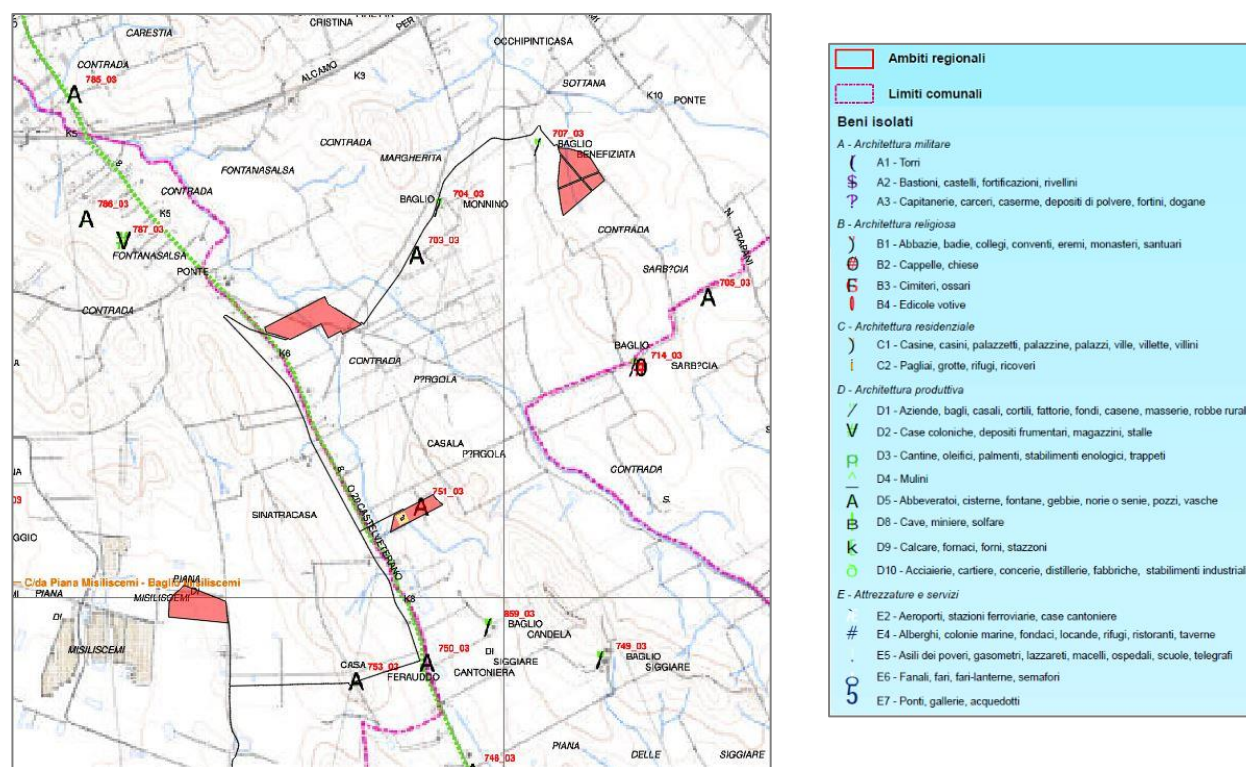 CRISTINA
PER
CARESTIA
OCCHIPINTICASA
CONTRADA
ALCAMO
K3
785_03
SOTTANA
K10
PONTE
K5
8
CONTRADA
707_03
BAGLIO
BENEFIZIATA
MARGHERITA
FONTANASALSA
CONTRADA
704_03
BAGLIO
MONNINO
786_03
K5
787_03
703_03
CONTRADA
N.
TRAPANI
FONTANASALSA
PONTE
SARB?CIA
705_03
CONTRADA
K6
BAGLIO
714_03
SARB?CIA
CONTRADA
P?RGOLA
CASALA
P?RGOLA
CONTRADA
8
751_03
S.
O.20CASTELVETERANO
SINATRACASA
GGIO
C/da Piana Misiliscemi - Baglio Misiliscemi
PIANA
PIANA
DI
MISILISCEMI
DI
K8
MISILISCEMI
859_03
BAGLIO
CANDELA
DI
SIGGIARE
749_03
BAGLIO
SIGGIARE
750_03
CASA
753_03
FERAUDDO
CANTONIERA
PIANA
DELLE
SIGGIARE
748_03
Ambiti regionali
Limiti comunali
Beni isolati
A - Architettura militare
A1 - Torri
A2 - Bastioni, castelli, fortificazioni, rivellini
A3 - Capitanerie, carceri, caserme, depositi di polvere, fortini, dogane
B - Architettura religiosa
B1 - Abbazie, badie, collegi, conventi, eremi, monasteri, santuari
B2 - Cappelle, chiese
B3 - Cimiteri, ossari
B4 - Edicole votive
C - Architettura residenziale
C1 - Casine, casini, palazzetti, palazzine, palazzi, ville, villette, villini
C2 - Pagliai, grotte, rifugi, ricoveri
D - Architettura produttiva
D1 - Aziende, bagli, casali, cortili, fattorie, fondi, casene, masserie, robbe rural
D2 - Case coloniche, depositi frumentari, magazzini, stalle
D3 - Cantine, oleifici, palmenti, stabilimenti enologici, trappeti
D4 - Mulini
D5 - Abbeveratoi, cisterne, fontane, gebbie, norie o senie, pozzi, vasche
D8 - Cave, miniere, solfare
D9 - Calcare, fornaci, forni, stazzoni
D10 - Acciaierie, cartiere, concerie, distillerie, fabbriche, stabilimenti industrial
E - Attrezzature e servizi
E2 - Aeroporti, stazioni ferroviarie, case cantoniere
E4 - Alberghi, colonie marine, fondaci, locande, rifugi, ristoranti, taverne
E5 - Asili dei poveri, gasometri, lazzareti, macelli, ospedali, scuole, telegrafi
E6 - Fanali, fari, fari-lanterne, semafori
E7 - Ponti, gallerie, acquedotti